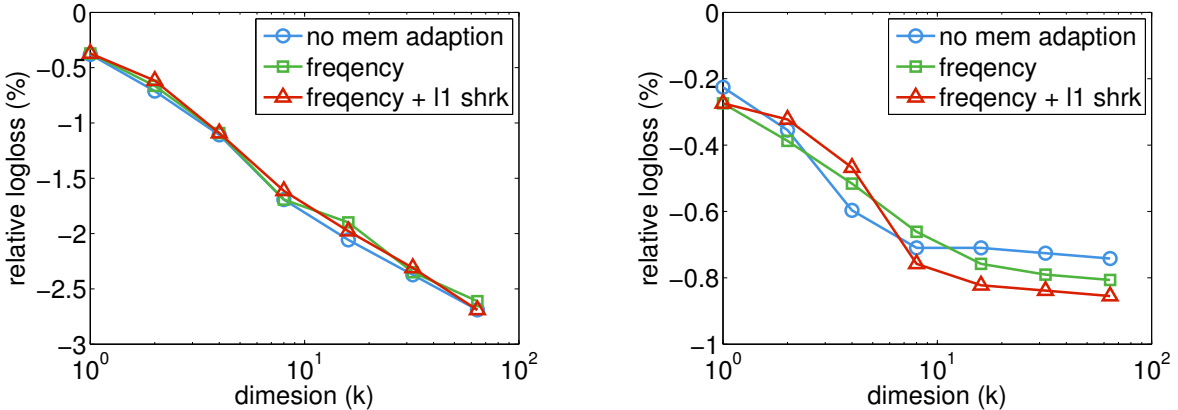 0
−0.5
−1
−1.5
−2
−2.5
−3
relative logloss (%)
no mem adaption
freqency
freqency + l1 shrk
10^0 10^1 10^2
dimesion (k)
0
−0.2
−0.4
−0.6
−0.8
−1
relative logloss (%)
no mem adaption
freqency
freqency + l1 shrk
10^0 10^1 10^2
dimesion (k)